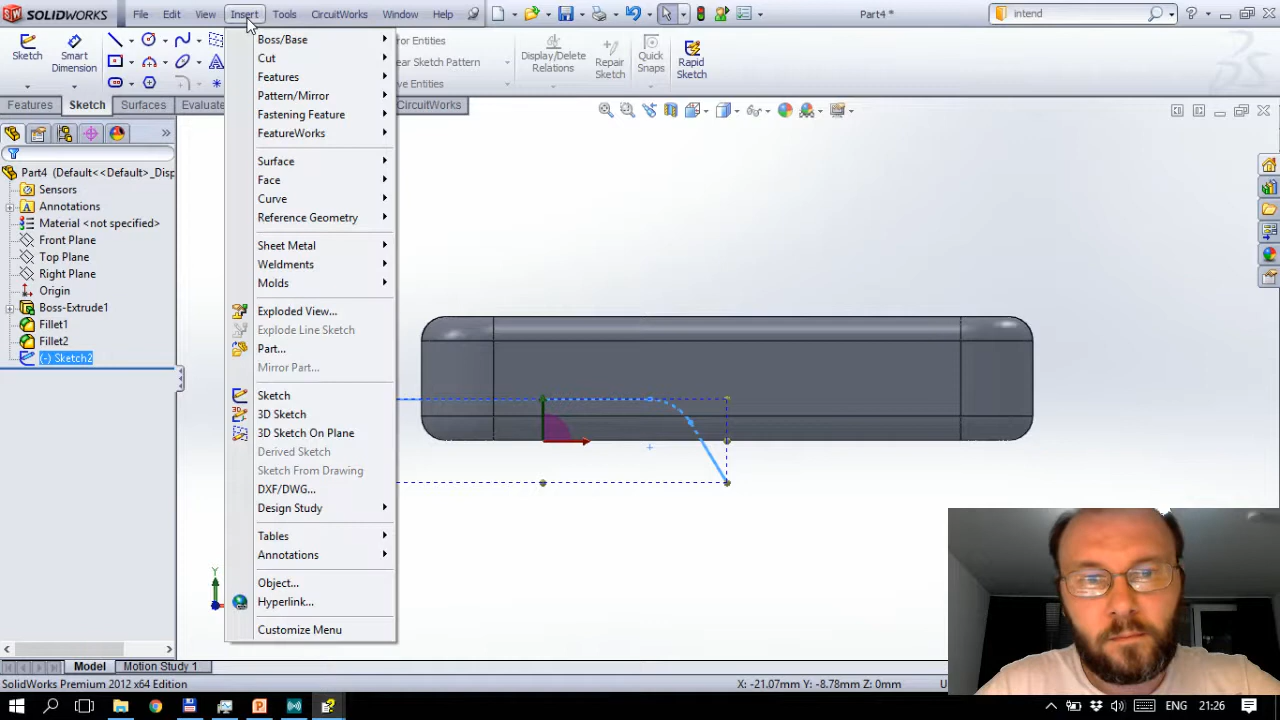 SOLIDWORKS File Edit View Insert Tools CircuitWorks Window Help Part4 * intend
Sketch Smart Dimension
Entities
ear Sketch Pattern
ve Entities
Display/Delete Relations
Repair Sketch
Quick Snaps
Rapid Sketch
Features Sketch Surfaces Evaluate CircuitWorks
Part4 (Default<<Default>_Disp
Sensors
Annotations
Material <not specified>
Front Plane
Top Plane
Right Plane
Origin
Boss-Extrude1
Fillet1
Fillet2
(-) Sketch2
Boss/Base
Cut
Features
Pattern/Mirror
Fastening Feature
FeatureWorks
Surface
Face
Curve
Reference Geometry
Sheet Metal
Weldments
Molds
Exploded View...
Explode Line Sketch
Part...
Mirror Part...
Sketch
3D Sketch
3D Sketch On Plane
Derived Sketch
Sketch From Drawing
DXF/DWG...
Design Study
Tables
Annotations
Object...
Hyperlink...
Customize Menu
Y
Model Motion Study 1
SolidWorks Premium 2012 x64 Edition X: -21.07mm Y: -8.78mm Z: 0mm
ENG 21:26